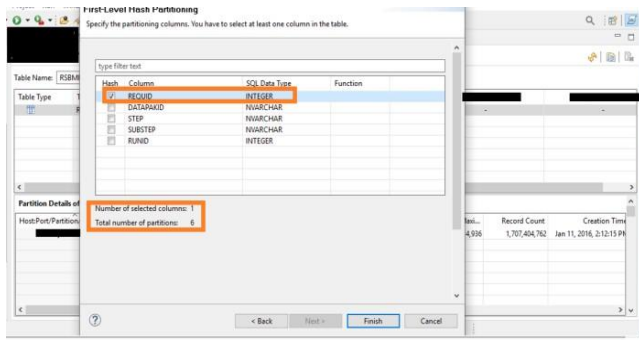 First-Level Hash Partitioning
Specify the partitioning columns. You have to select at least one column in the table.
type filter text
Table Name: RSBM
Hash Column SQL Data Type Function
Table Type
REQUID INTEGER
DATAPAKID NVARCHAR
STEP NVARCHAR
SUBSTEP NVARCHAR
RUNID INTEGER
Partition Details of
Number of selected columns: 1
Host:Port/Partition
Total number of partitions: 6
Record Count Creation Time
4,936 1,707,404,762 Jan 11, 2016, 2:12:15 PM
< Back Next > Finish Cancel